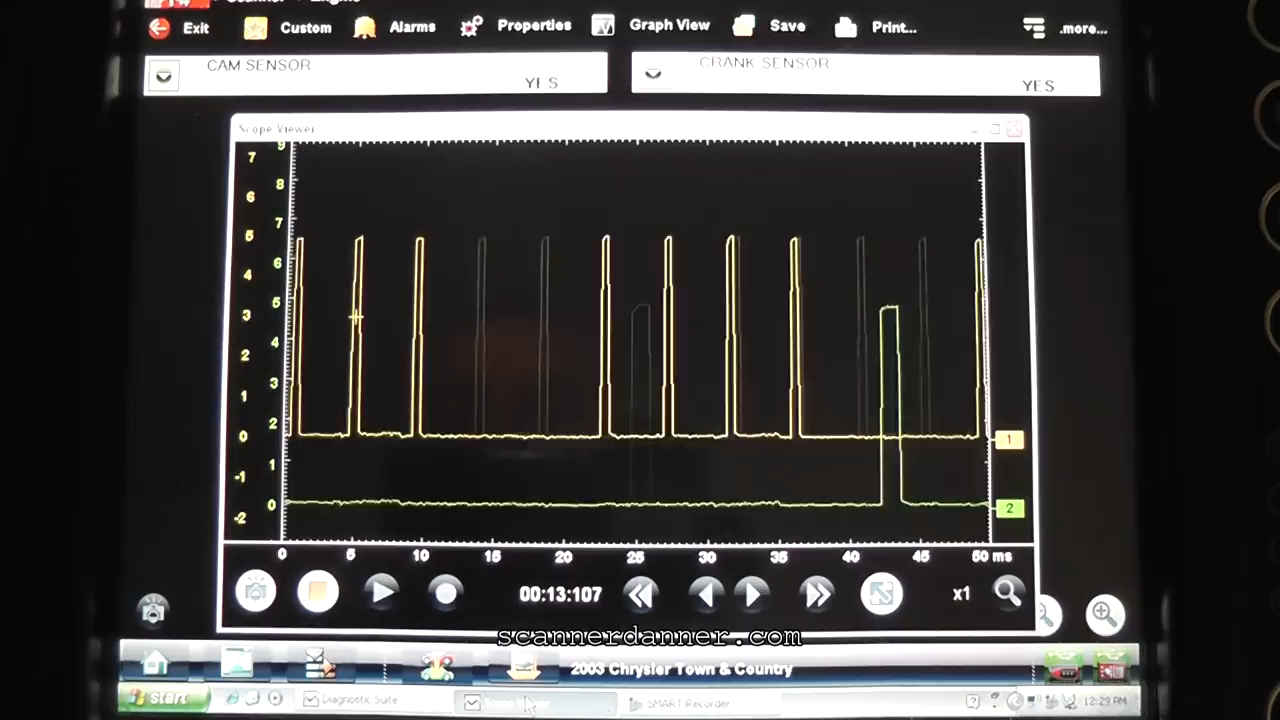 Exit Custom Alarms Properties Graph View Save Print... .more...
CAM SENSOR CRANK SENSOR
YES YES
Scope Viewer
9
7
8
6
7
5
6
4
5
3
4
2
3
1
2
0
1
-1
0
-2
1
2
0 5 10 15 20 25 30 35 40 45 50 ms
00:13:107 x1
scannerdanner.com
2003 Chrysler Town & Country
start Diagnostic Suite SMART Recorder 12:29 PM